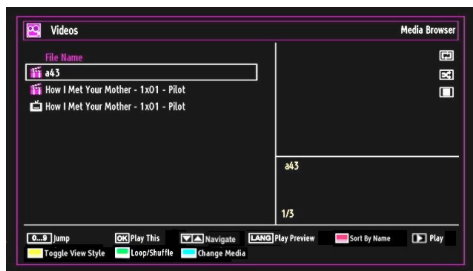 Videos
Media Browser
File Name
a43
How I Met Your Mother - 1x01 - Pilot
How I Met Your Mother - 1x01 - Pilot
a43
1/3
0...9 Jump OK Play This Navigate LANG Play Preview Sort By Name Play
Toggle View Style Loop/Shuffle Change Media